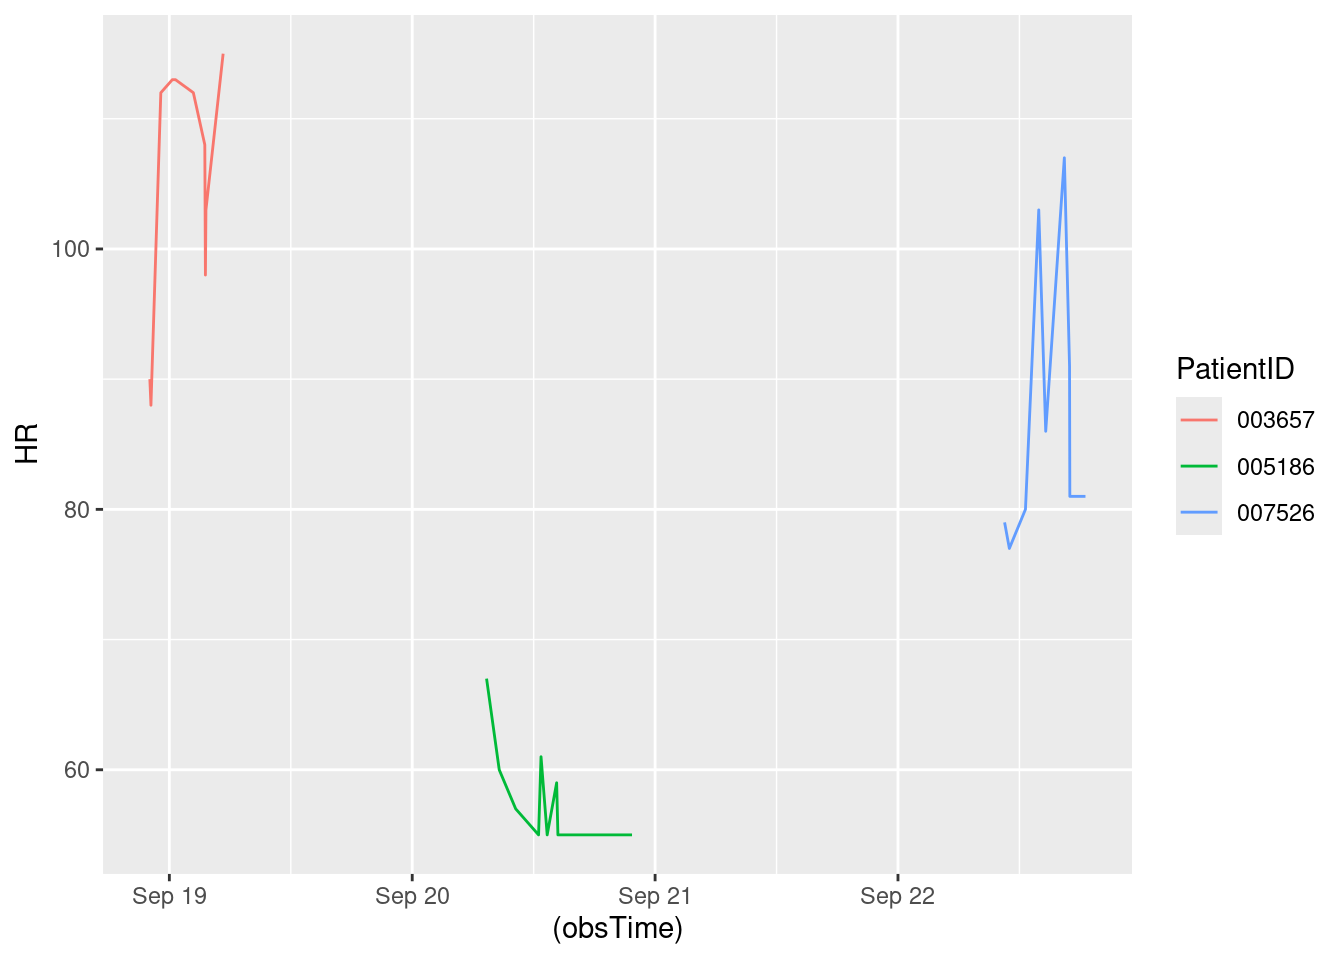 HR
100
80
60
Sep 19
Sep 20
Sep 21
Sep 22
(obsTime)
PatientID
003657
005186
007526